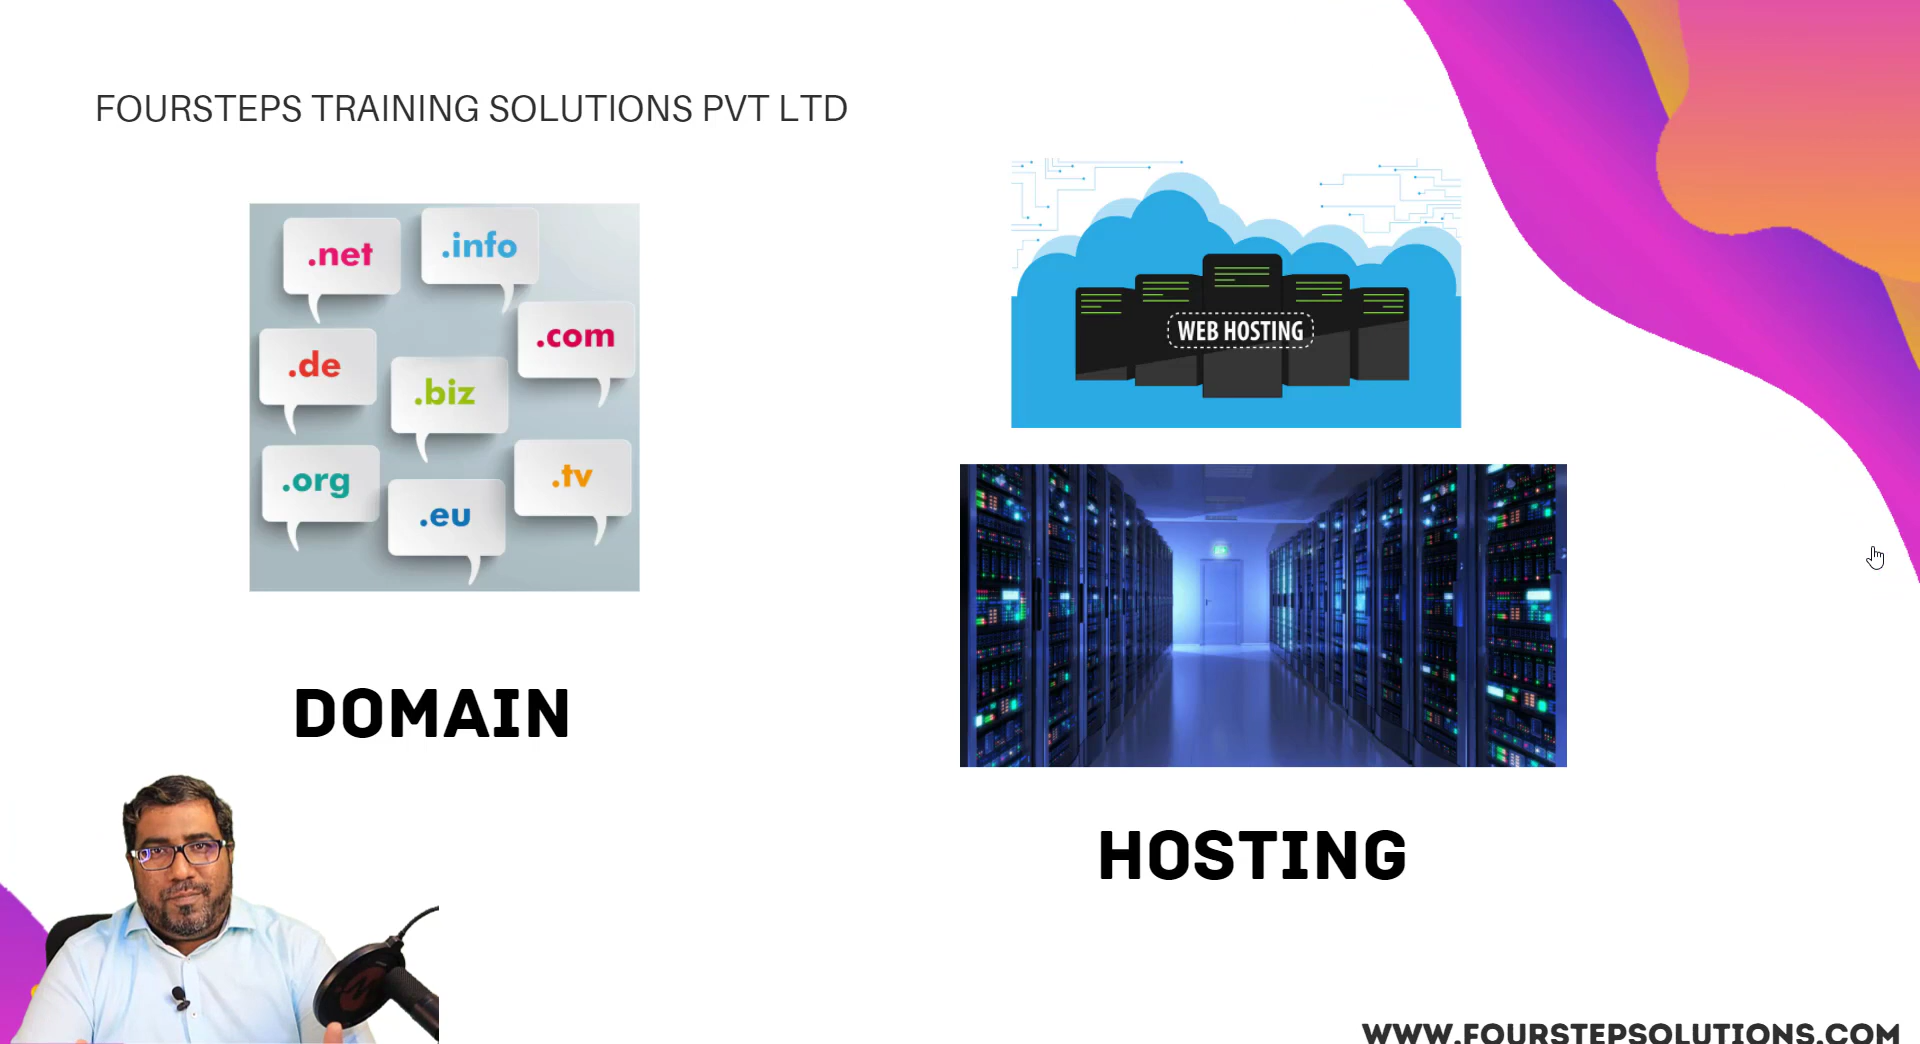 FOURSTEPS TRAINING SOLUTIONS PVT LTD
.net
.info
.com
.de
.biz
.org
.eu
.tv
DOMAIN
WEB HOSTING
HOSTING
WWW.FOURSTEPSOLUTIONS.COM